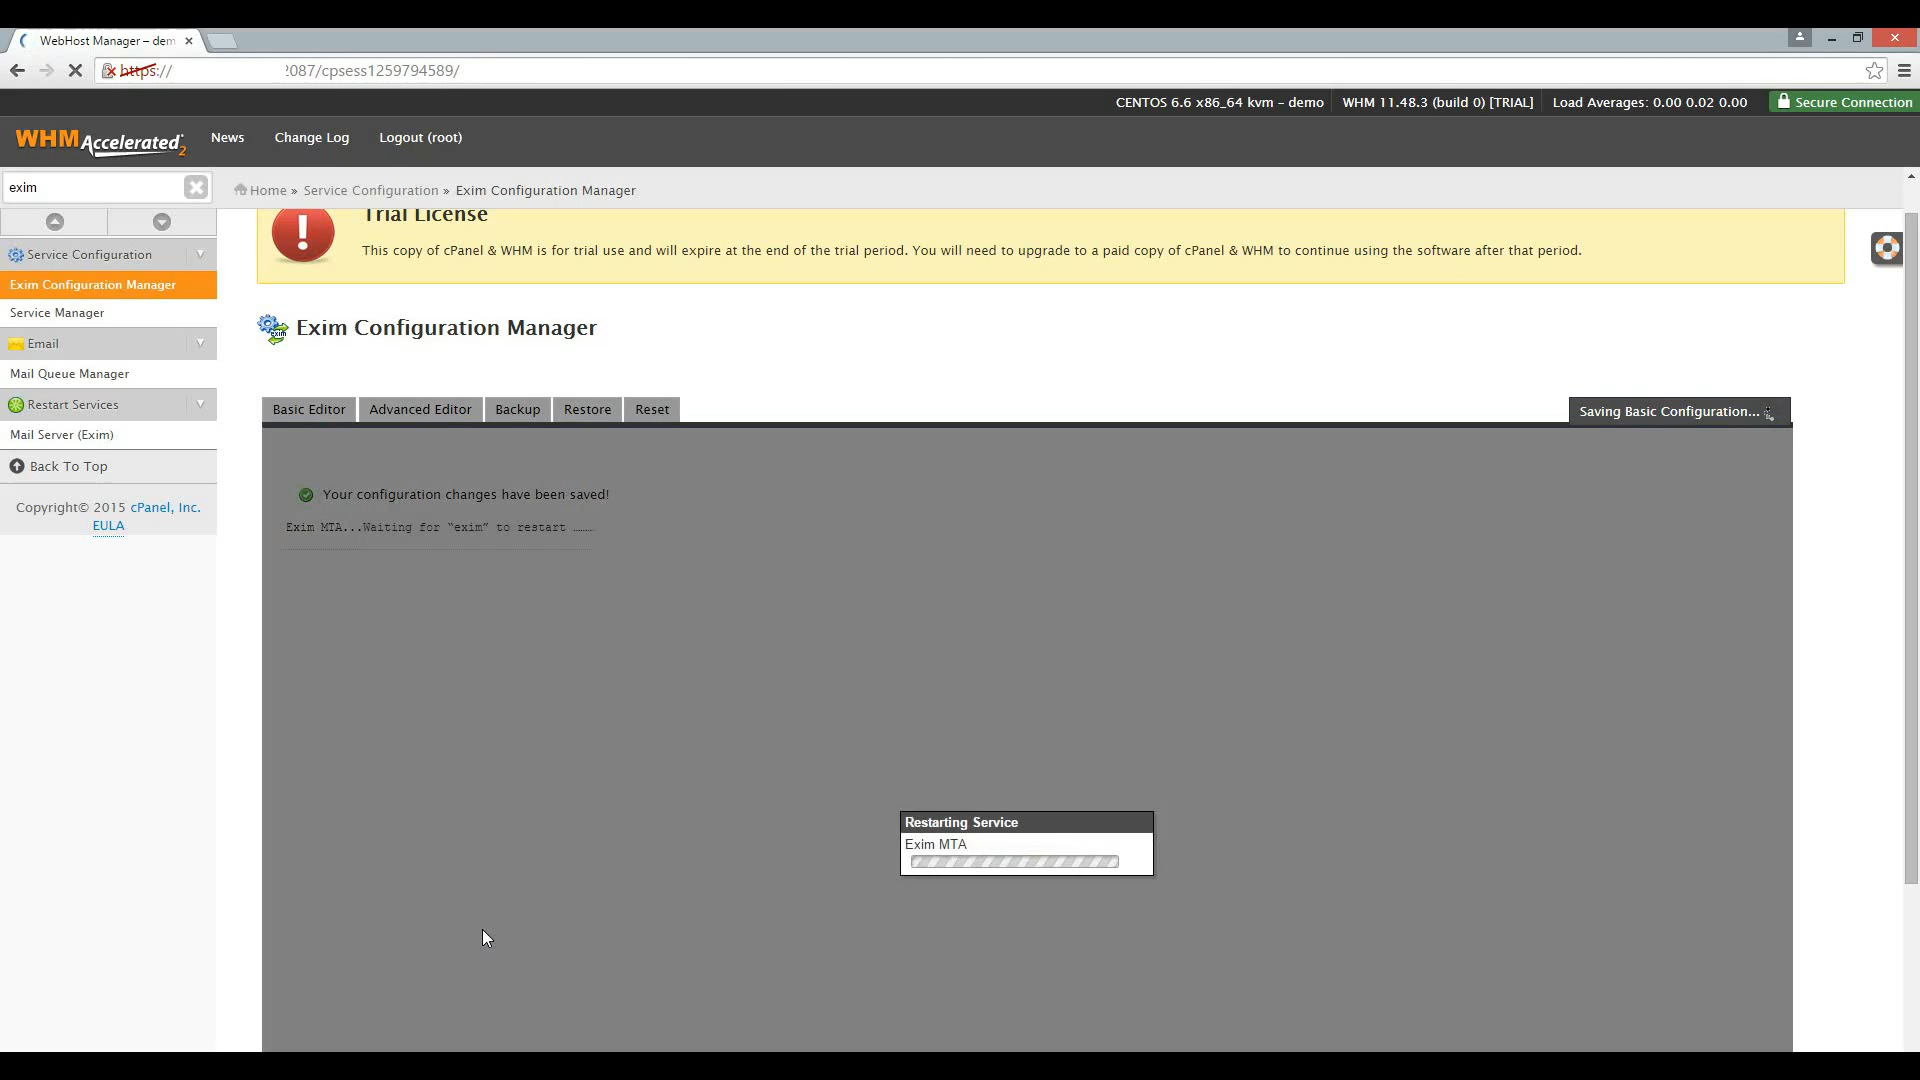 WebHost Manager – dem
https:// 2087/cpsess1259794589/
CENTOS 6.6 x86_64 kvm – demo WHM 11.48.3 (build 0) [TRIAL] Load Averages: 0.00 0.02 0.00 Secure Connection
WHM Accelerated2 News Change Log Logout (root)
exim
Home » Service Configuration » Exim Configuration Manager
Trial License
This copy of cPanel & WHM is for trial use and will expire at the end of the trial period. You will need to upgrade to a paid copy of cPanel & WHM to continue using the software after that period.
Service Configuration
Exim Configuration Manager
Service Manager
Email
Mail Queue Manager
Restart Services
Mail Server (Exim)
Back To Top
Copyright© 2015 cPanel, Inc.
EULA
Exim Configuration Manager
Basic Editor Advanced Editor Backup Restore Reset
Saving Basic Configuration...
Your configuration changes have been saved!
Exim MTA...Waiting for “exim” to restart ………
Restarting Service
Exim MTA